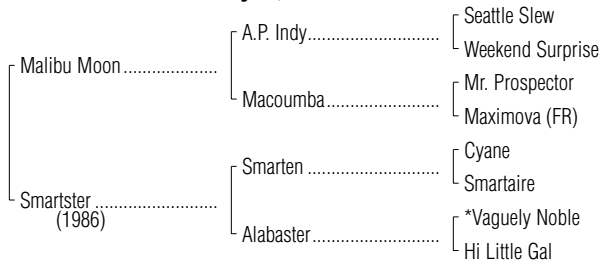 Seattle Slew
A.P. Indy
Weekend Surprise
Malibu Moon
Mr. Prospector
Macoumba
Maximova (FR)
Cyane
Smarten
Smartaire
Smartster
(1986)
*Vaguely Noble
Alabaster
Hi Little Gal